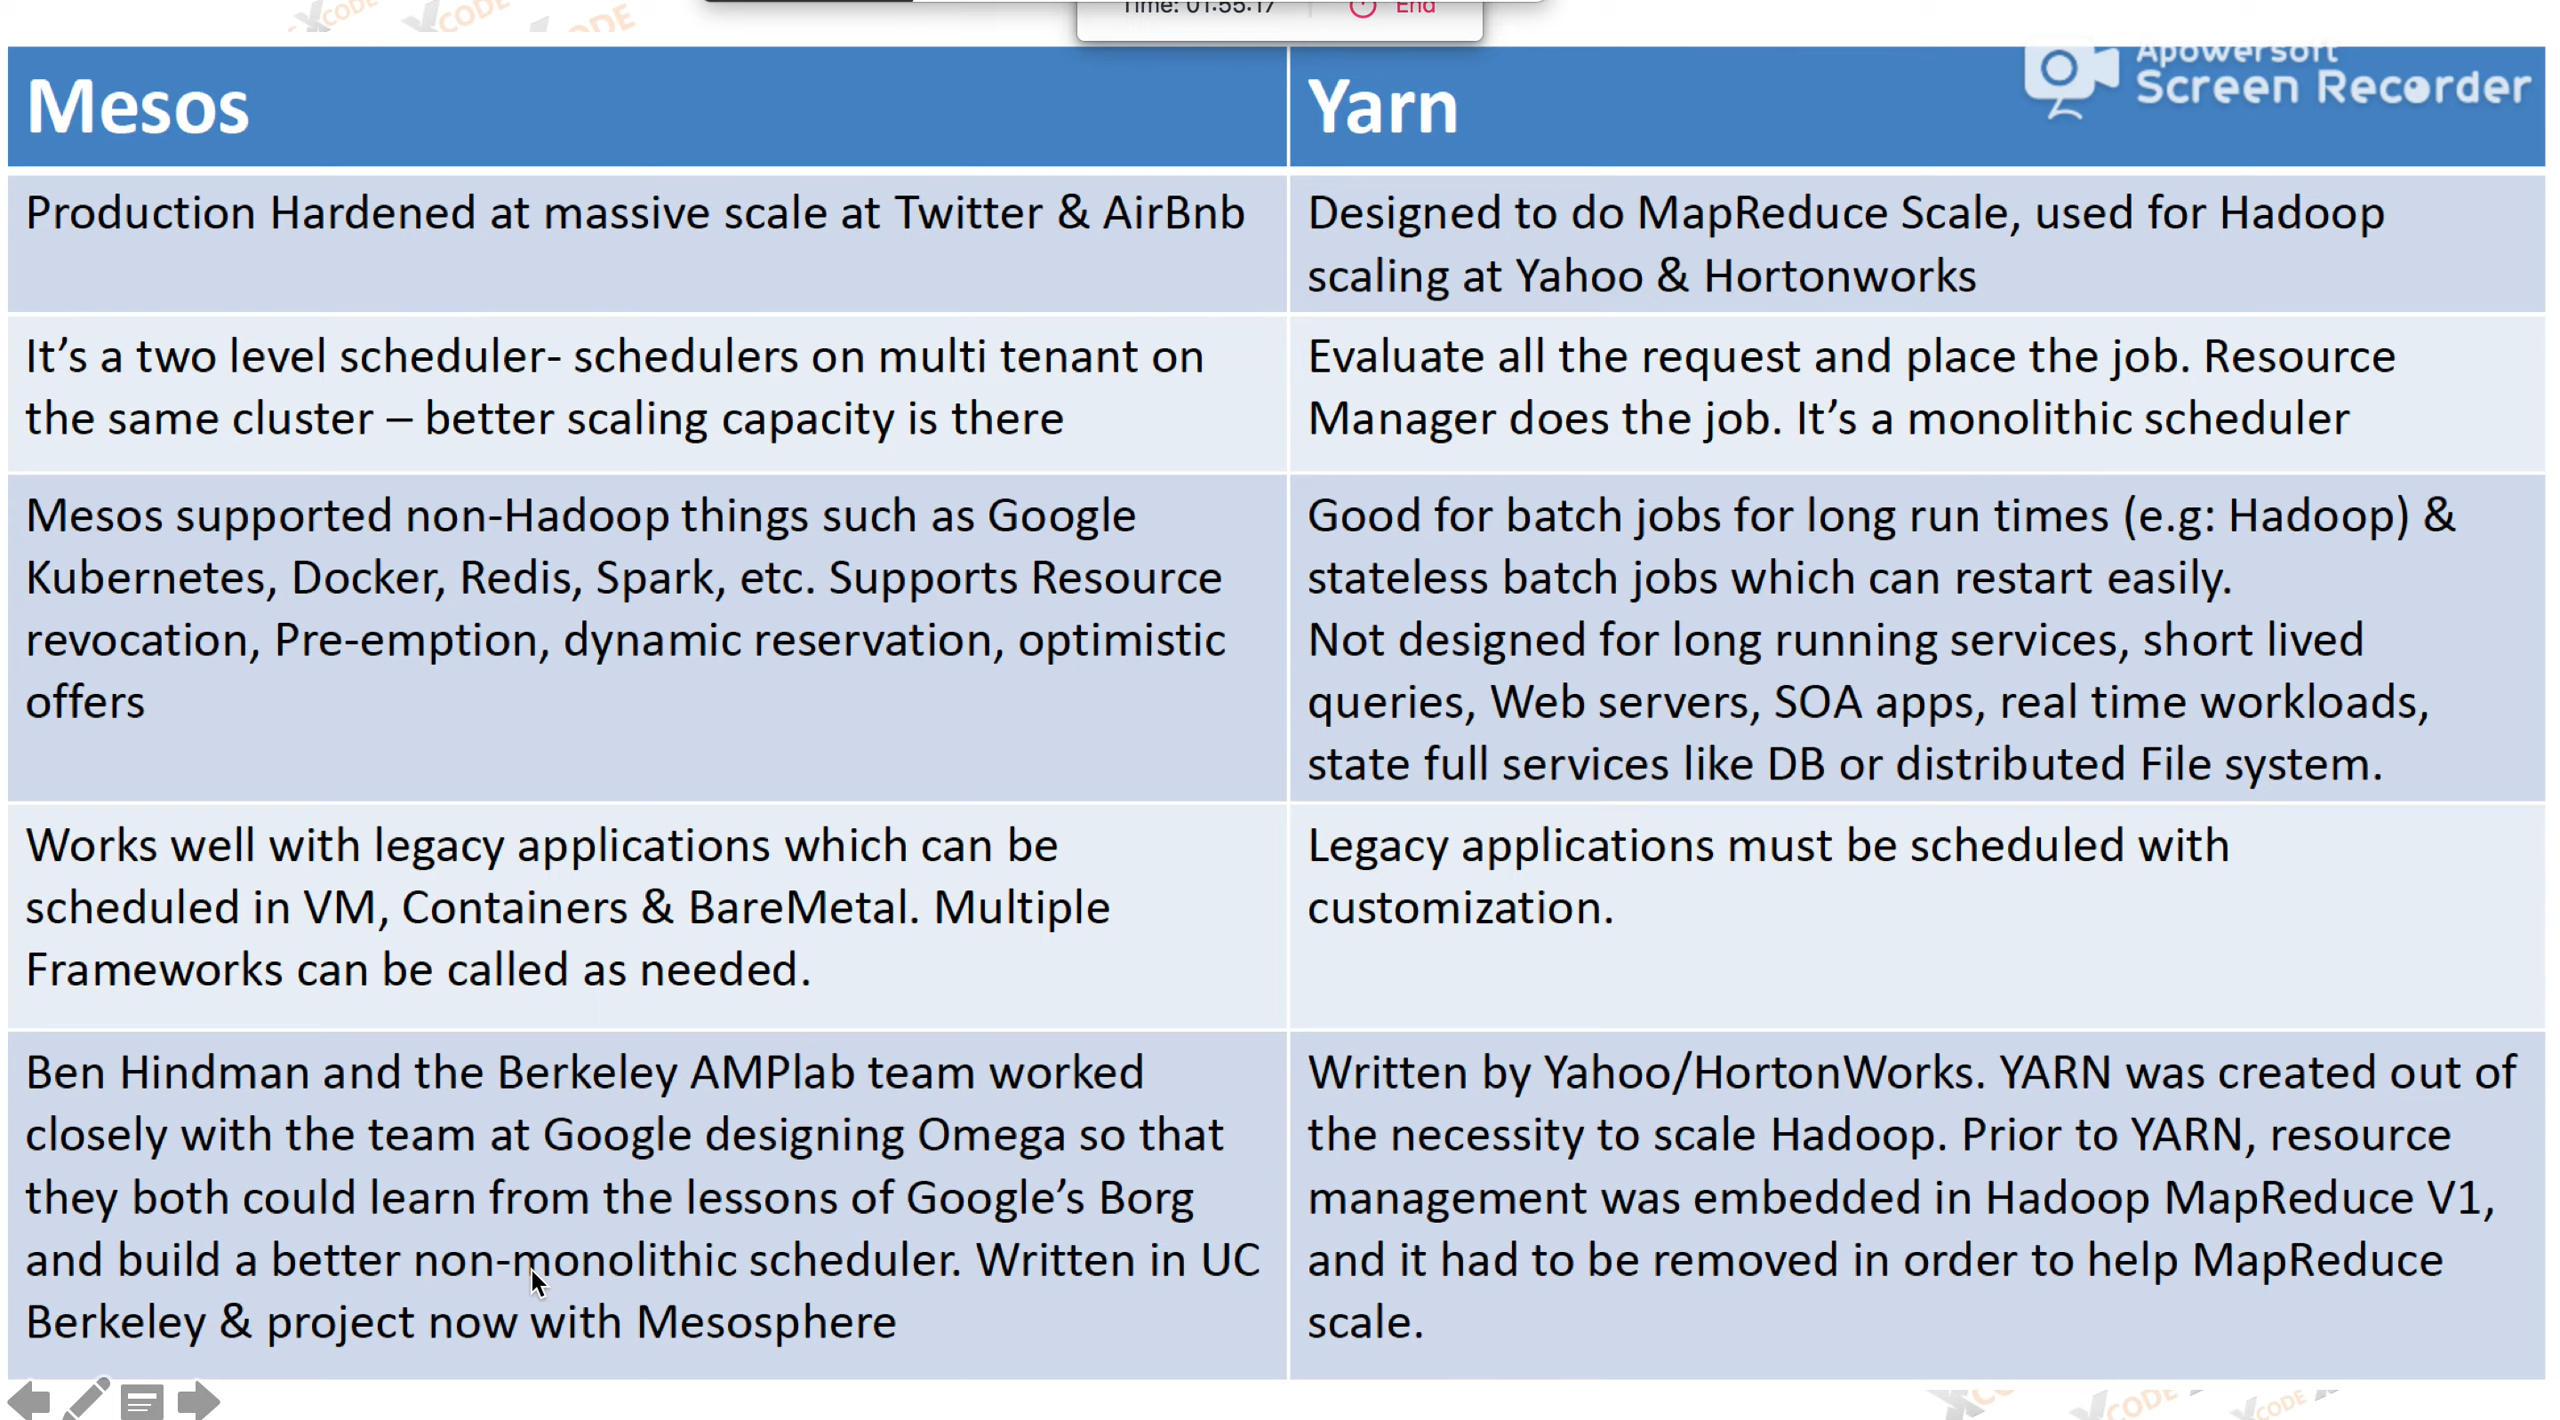 CODE
CODE
ODE
Time: 01:55:17 End
Apowersoft
Screen Recorder
Mesos
Yarn
Production Hardened at massive scale at Twitter & AirBnb
Designed to do MapReduce Scale, used for Hadoop
scaling at Yahoo & Hortonworks
It’s a two level scheduler- schedulers on multi tenant on
the same cluster – better scaling capacity is there
Evaluate all the request and place the job. Resource
Manager does the job. It’s a monolithic scheduler
Mesos supported non-Hadoop things such as Google
Kubernetes, Docker, Redis, Spark, etc. Supports Resource
revocation, Pre-emption, dynamic reservation, optimistic
offers
Good for batch jobs for long run times (e.g: Hadoop) &
stateless batch jobs which can restart easily.
Not designed for long running services, short lived
queries, Web servers, SOA apps, real time workloads,
state full services like DB or distributed File system.
Works well with legacy applications which can be
scheduled in VM, Containers & BareMetal. Multiple
Frameworks can be called as needed.
Legacy applications must be scheduled with
customization.
Ben Hindman and the Berkeley AMPlab team worked
closely with the team at Google designing Omega so that
they both could learn from the lessons of Google’s Borg
and build a better non-monolithic scheduler. Written in UC
Berkeley & project now with Mesosphere
Written by Yahoo/HortonWorks. YARN was created out of
the necessity to scale Hadoop. Prior to YARN, resource
management was embedded in Hadoop MapReduce V1,
and it had to be removed in order to help MapReduce
scale.
CODE
CODE